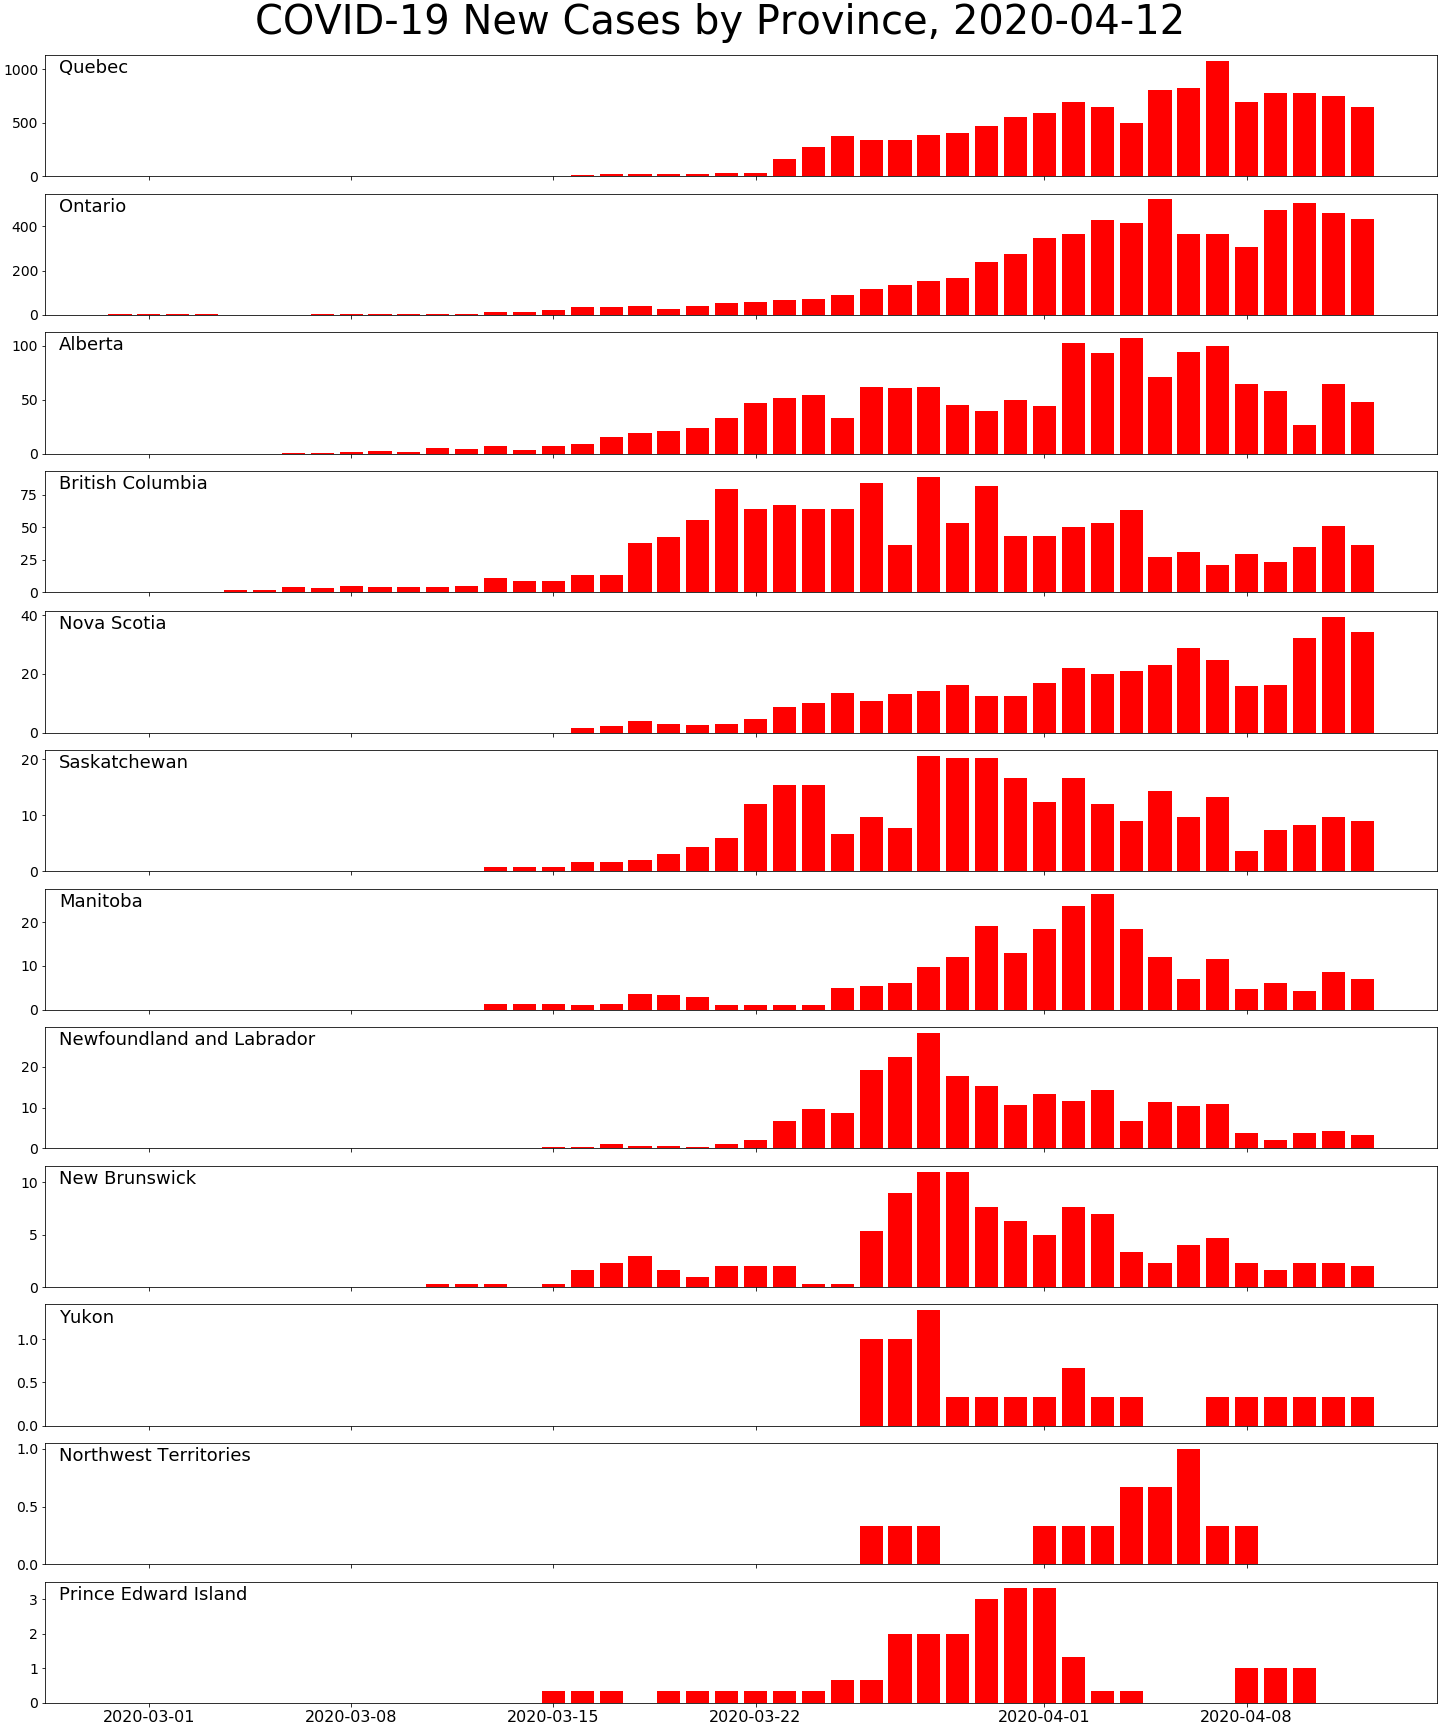 COVID-19 New Cases by Province, 2020-04-12
Quebec
1000
500
0
Ontario
400
200
0
Alberta
100
50
0
British Columbia
75
50
25
0
Nova Scotia
40
20
0
Saskatchewan
20
10
0
Manitoba
20
10
0
Newfoundland and Labrador
20
10
0
New Brunswick
10
5
0
Yukon
1.0
0.5
0.0
Northwest Territories
1.0
0.5
0.0
Prince Edward Island
3
2
1
0
2020-03-01 2020-03-08 2020-03-15 2020-03-22 2020-04-01 2020-04-08